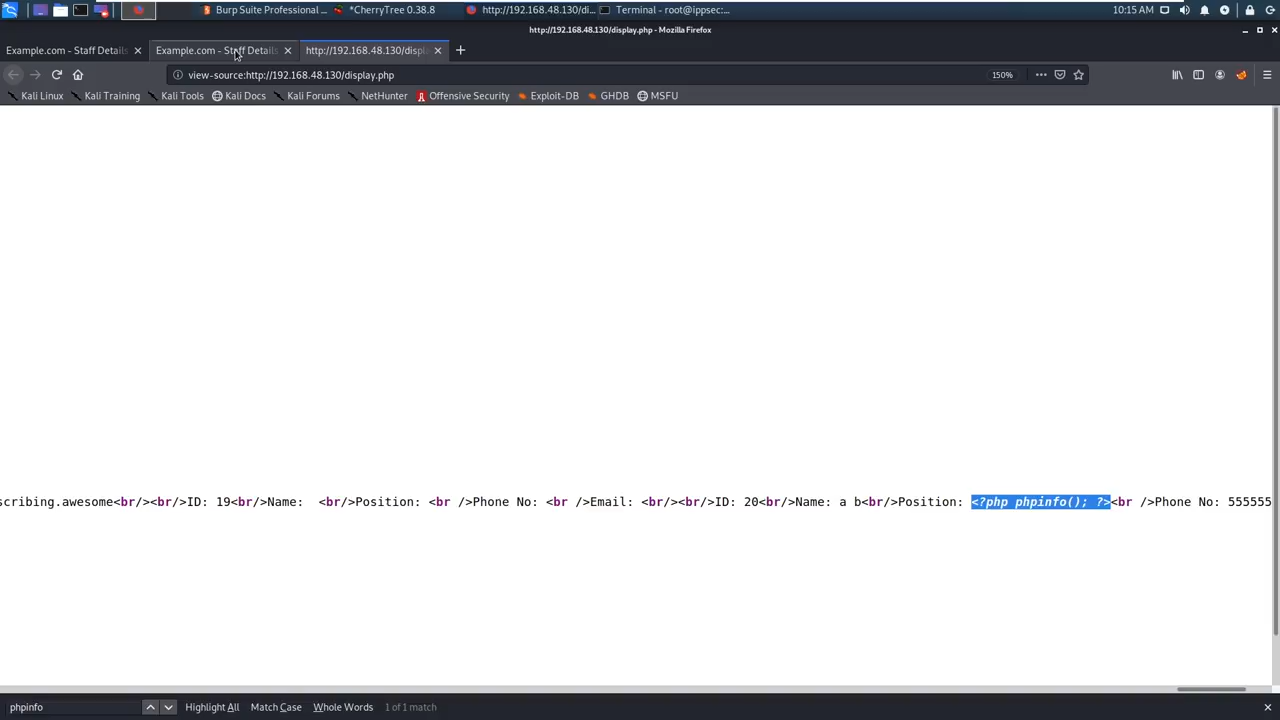 Burp Suite Professional ... *CherryTree 0.38.8 http://192.168.48.130/di... Terminal - root@ippsec:... 10:15 AM
http://192.168.48.130/display.php - Mozilla Firefox
Example.com - Staff Details Example.com - Staff Details http://192.168.48.130/displ
view-source:http://192.168.48.130/display.php 150%
Kali Linux Kali Training Kali Tools Kali Docs Kali Forums NetHunter Offensive Security Exploit-DB GHDB MSFU
scribing.awesome<br/><br/>ID: 19<br/>Name:  <br/>Position: <br />Phone No: <br />Email: <br/><br/>ID: 20<br/>Name: a b<br/>Position: <?php phpinfo(); ?><br />Phone No: 555555
phpinfo Highlight All Match Case Whole Words 1 of 1 match